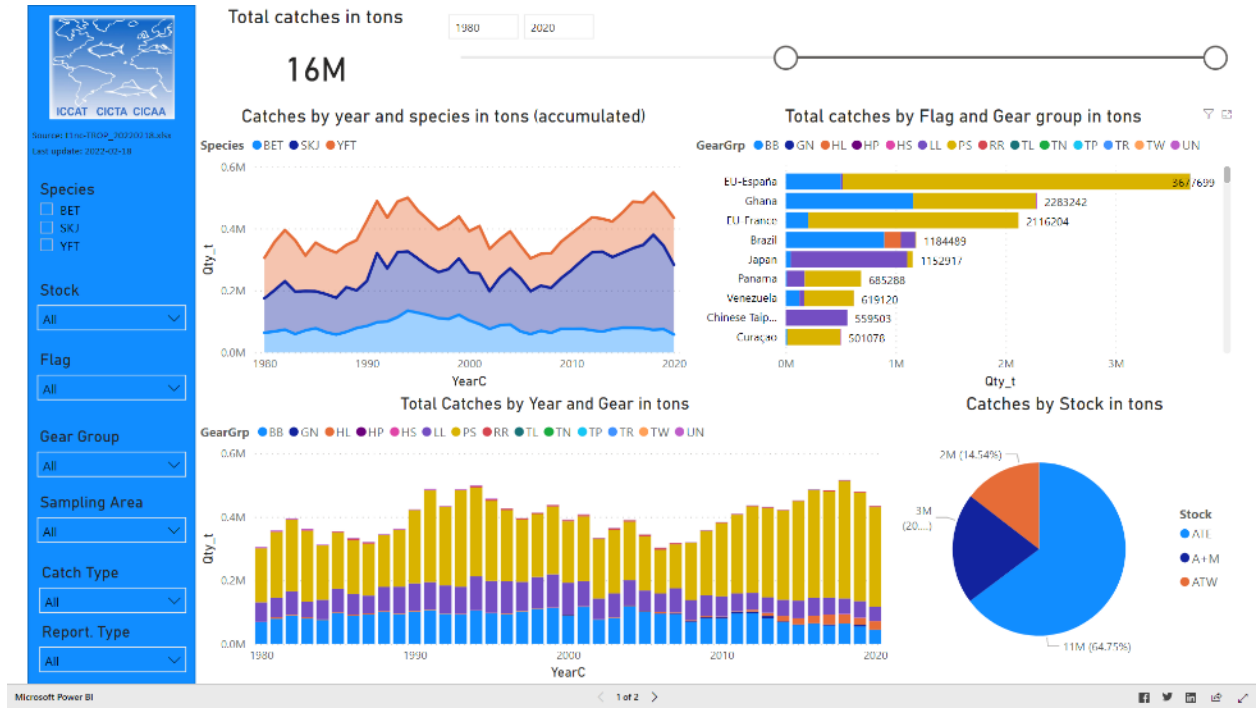 Total catches in tons
1980
2020
16M
ICCAT CICTA CICAA
Source: t1nc-TROP_20220218.xlsx
Last update: 2022-02-18
Species
BET
SKJ
YFT
Stock
All
Flag
All
Gear Group
All
Sampling Area
All
Catch Type
All
Report. Type
All
Catches by year and species in tons (accumulated)
Species BET SKJ YFT
0.6M
0.4M
0.2M
0.0M
Qty_t
1980 1990 2000 2010 2020
YearC
Total catches by Flag and Gear group in tons
GearGrp BB GN HL HP HS LL PS RR TL TN TP TR TW UN
EU-España 3677699
Ghana 2283242
EU-France 2116204
Brazil 1184489
Japan 1152917
Panama 685288
Venezuela 619120
Chinese Taip... 559503
Curaçao 501078
0M 1M 2M 3M
Qty_t
Total Catches by Year and Gear in tons
GearGrp BB GN HL HP HS LL PS RR TL TN TP TR TW UN
0.6M
0.4M
0.2M
0.0M
Qty_t
1980 1990 2000 2010 2020
YearC
Catches by Stock in tons
2M (14.54%)
3M
(20....)
11M (64.75%)
Stock
ATE
A+M
ATW
Microsoft Power BI
1 of 2